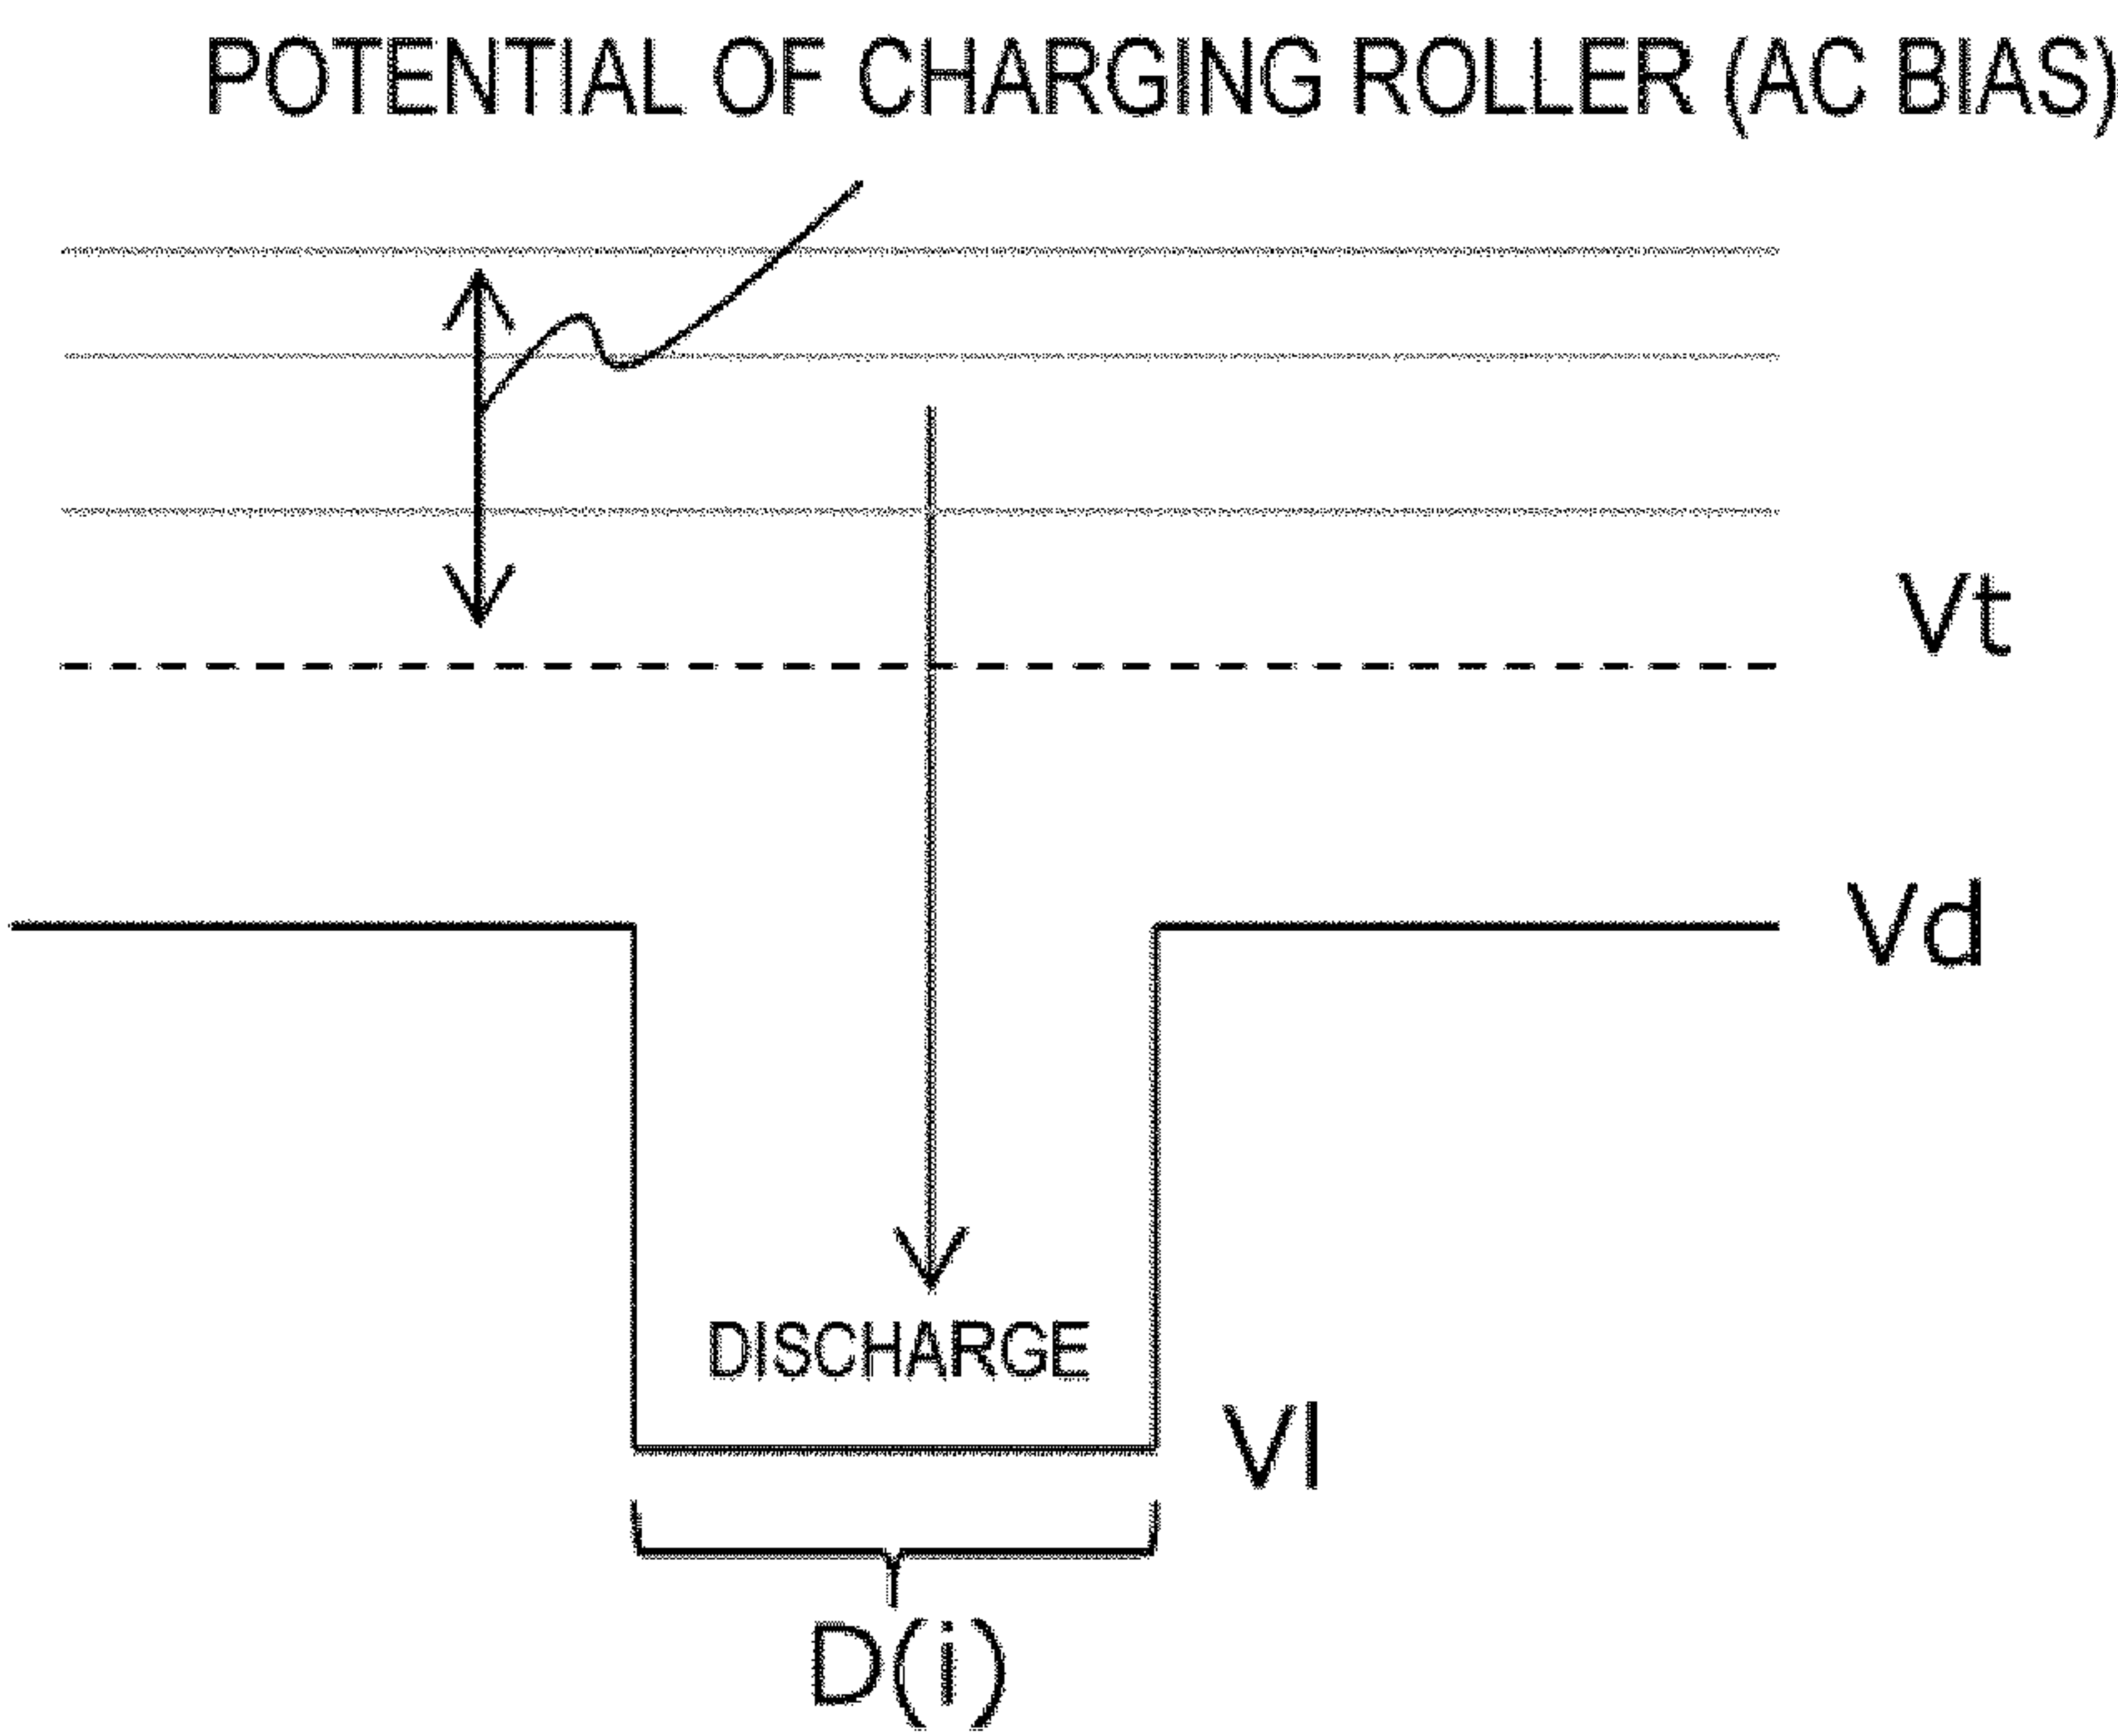 POTENTIAL OF CHARGING ROLLER (AC BIAS)
Vt
Vd
DISCHARGE
Vl
D(i)